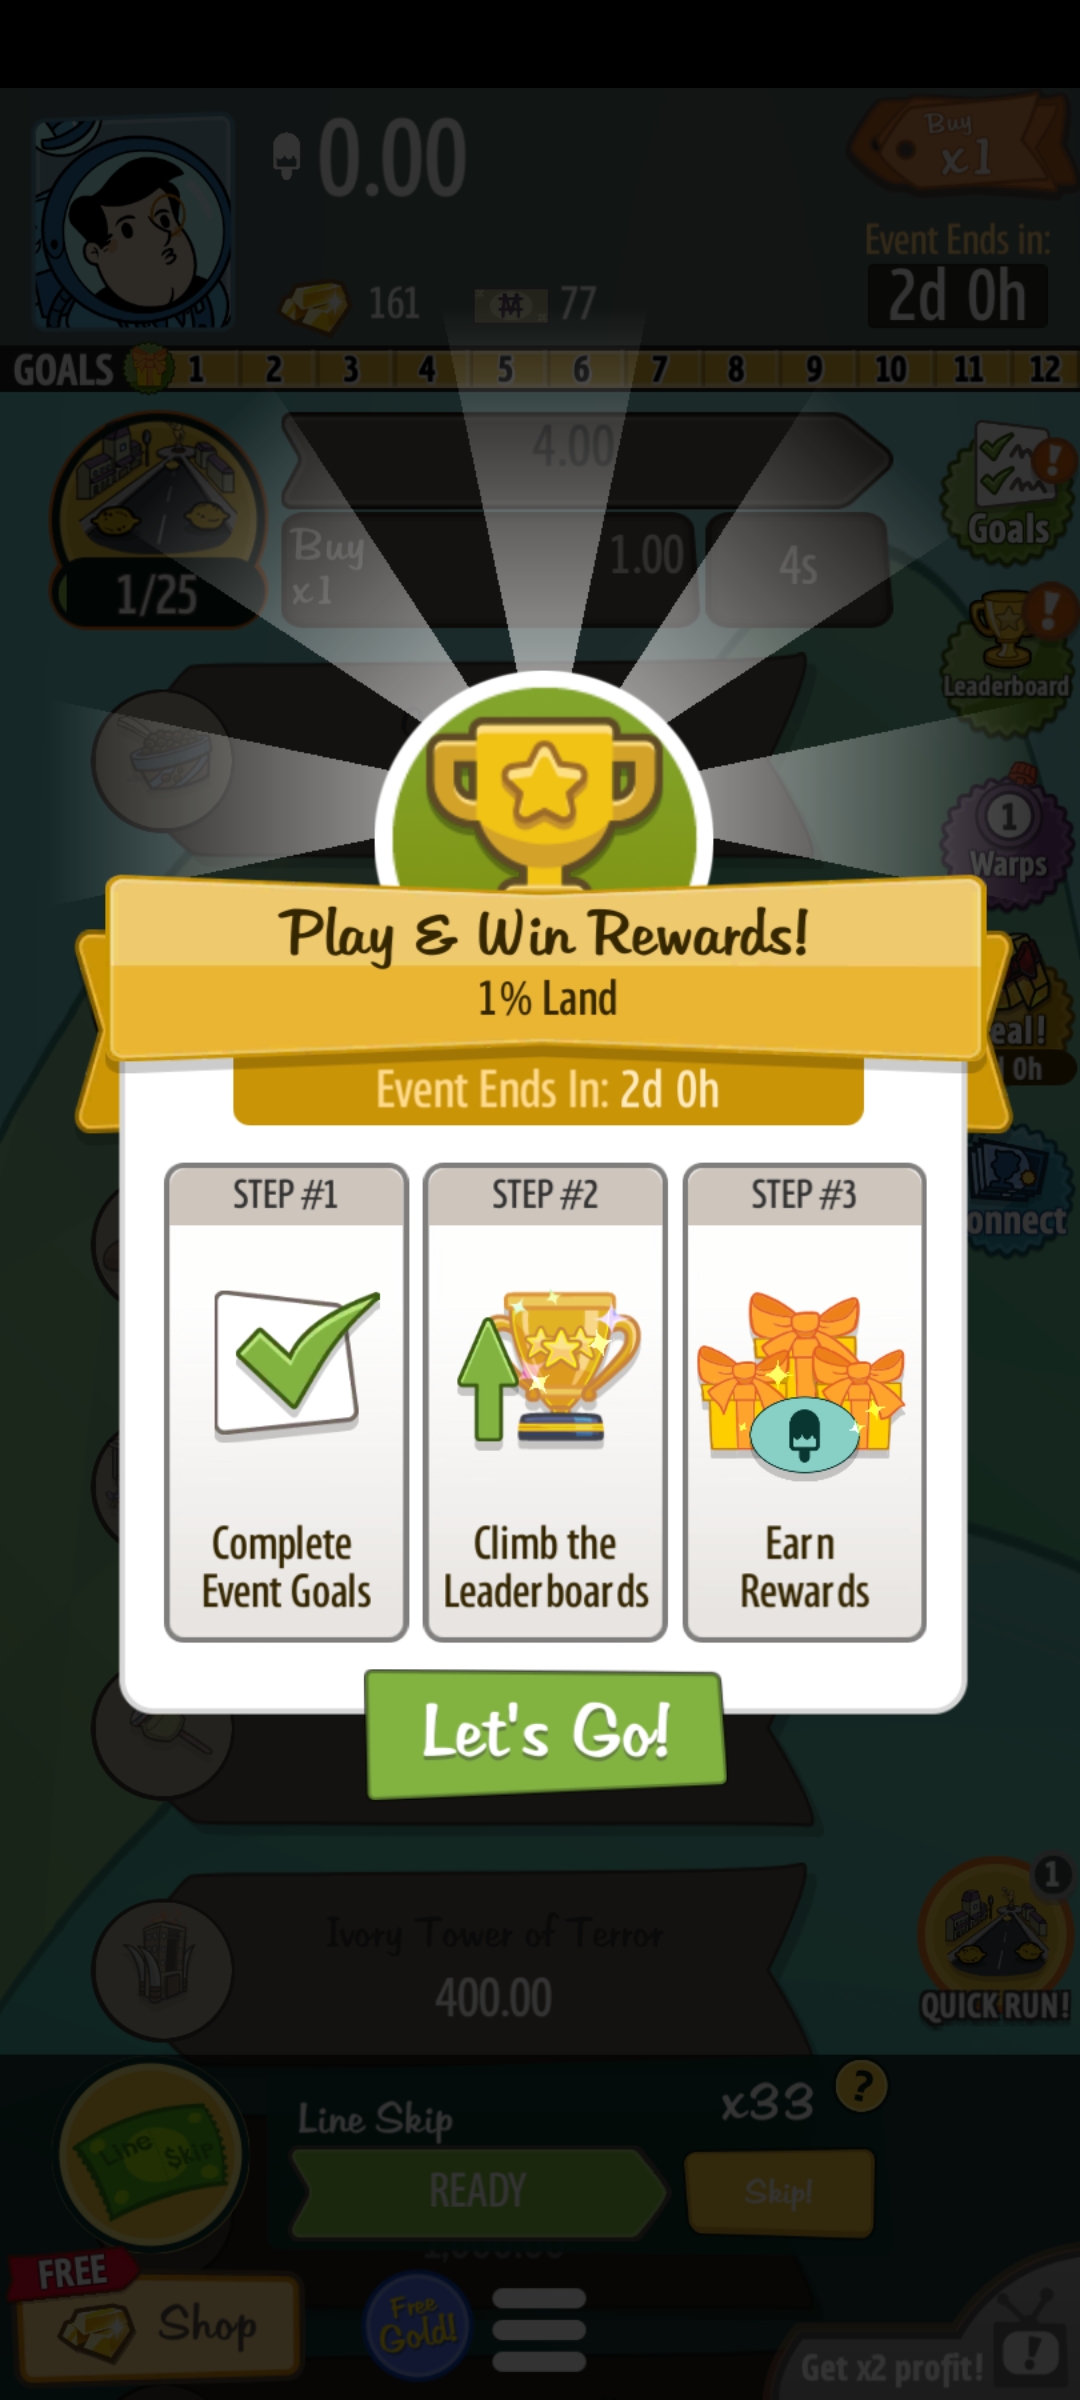 0.00
Buy
x1
Event Ends in:
2d 0h
161
77
GOALS 1 2 3 4 5 6 7 8 9 10 11 12
4.00
Buy
x1
1.00
4s
1/25
Goals
Leaderboard
1
Warps
Play & Win Rewards!
1% Land
eal!
0h
Event Ends In: 2d 0h
onnect
STEP #1
STEP #2
STEP #3
Complete
Event Goals
Climb the
Leaderboards
Earn
Rewards
Let's Go!
Ivory Tower of Terror
400.00
1
QUICK RUN!
Line Skip
x33
?
Line $kip
READY
Skip!
FREE
Shop
Free
Gold!
Get x2 profit!